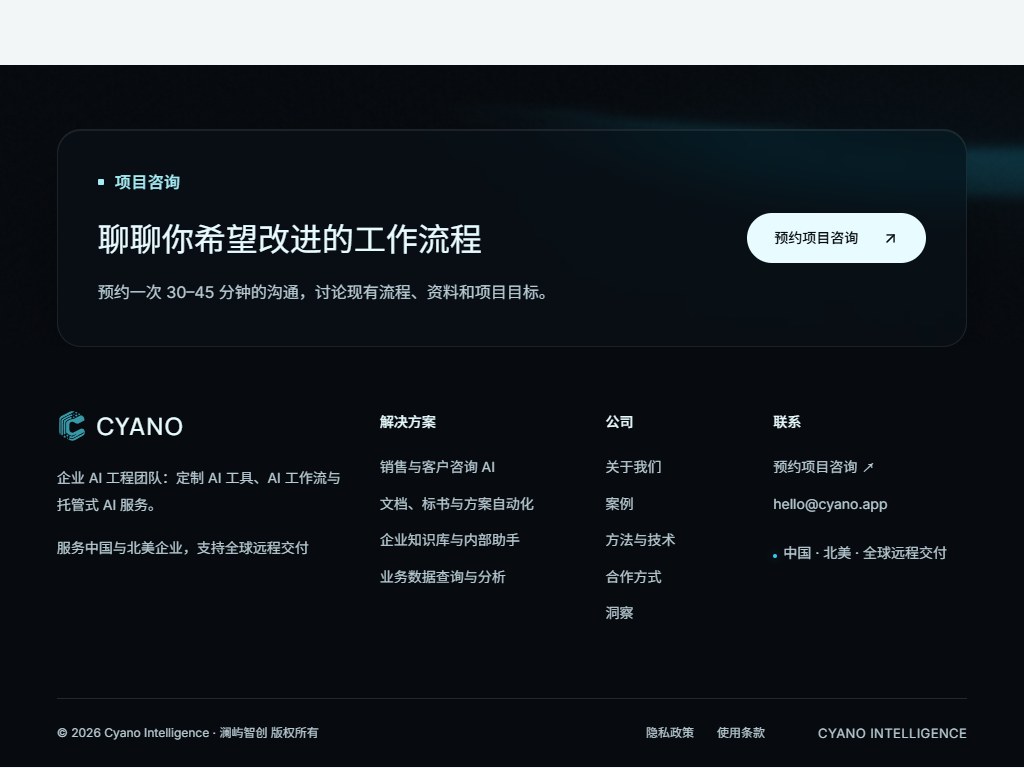 项目咨询
聊聊你希望改进的工作流程
预约一次 30–45 分钟的沟通，讨论现有流程、资料和项目目标。
预约项目咨询 ↗
CYANO
企业 AI 工程团队：定制 AI 工具、AI 工作流与
托管式 AI 服务。
服务中国与北美企业，支持全球远程交付
解决方案
销售与客户咨询 AI
文档、标书与方案自动化
企业知识库与内部助手
业务数据查询与分析
公司
关于我们
案例
方法与技术
合作方式
洞察
联系
预约项目咨询 ↗
hello@cyano.app
中国 · 北美 · 全球远程交付
© 2026 Cyano Intelligence · 澜屿智创 版权所有
隐私政策 使用条款 CYANO INTELLIGENCE